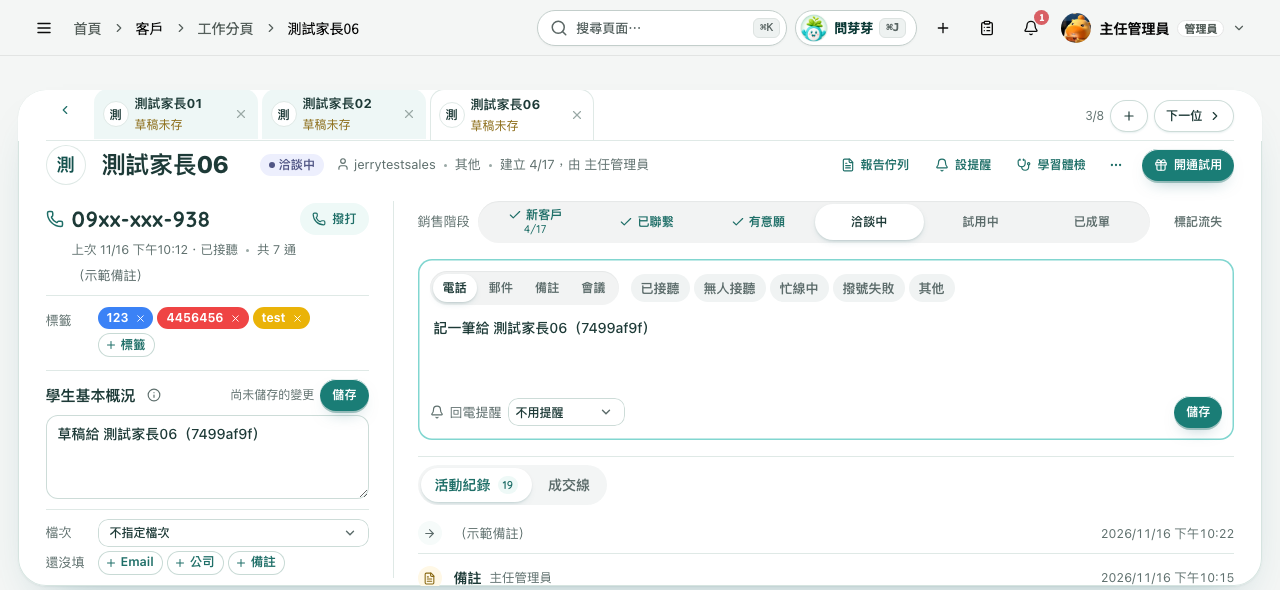 首頁 > 客戶 > 工作分頁 > 測試家長06
搜尋頁面… ⌘K
問芽芽 ⌘J
1
主任管理員 管理員
測 測試家長01 草稿未存
測 測試家長02 草稿未存
測 測試家長06 草稿未存
3/8
下一位
測 測試家長06
洽談中
jerrytestsales • 其他 • 建立 4/17，由 主任管理員
報告佇列 設提醒 學習體檢 ⋯ 開通試用
09xx-xxx-938 撥打
上次 11/16 下午10:12 · 已接聽 • 共 7 通
（示範備註）
標籤 123 × 4456456 × test ×
+ 標籤
學生基本概況 尚未儲存的變更 儲存
草稿給 測試家長06（7499af9f）
檔次 不指定檔次
還沒填 + Email + 公司 + 備註
銷售階段 新客戶 4/17 已聯繫 有意願 洽談中 試用中 已成單 標記流失
電話 郵件 備註 會議 已接聽 無人接聽 忙線中 撥號失敗 其他
記一筆給 測試家長06（7499af9f）
回電提醒 不用提醒 儲存
活動紀錄 19 成交線
（示範備註） 2026/11/16 下午10:22
備註 主任管理員 2026/11/16 下午10:15